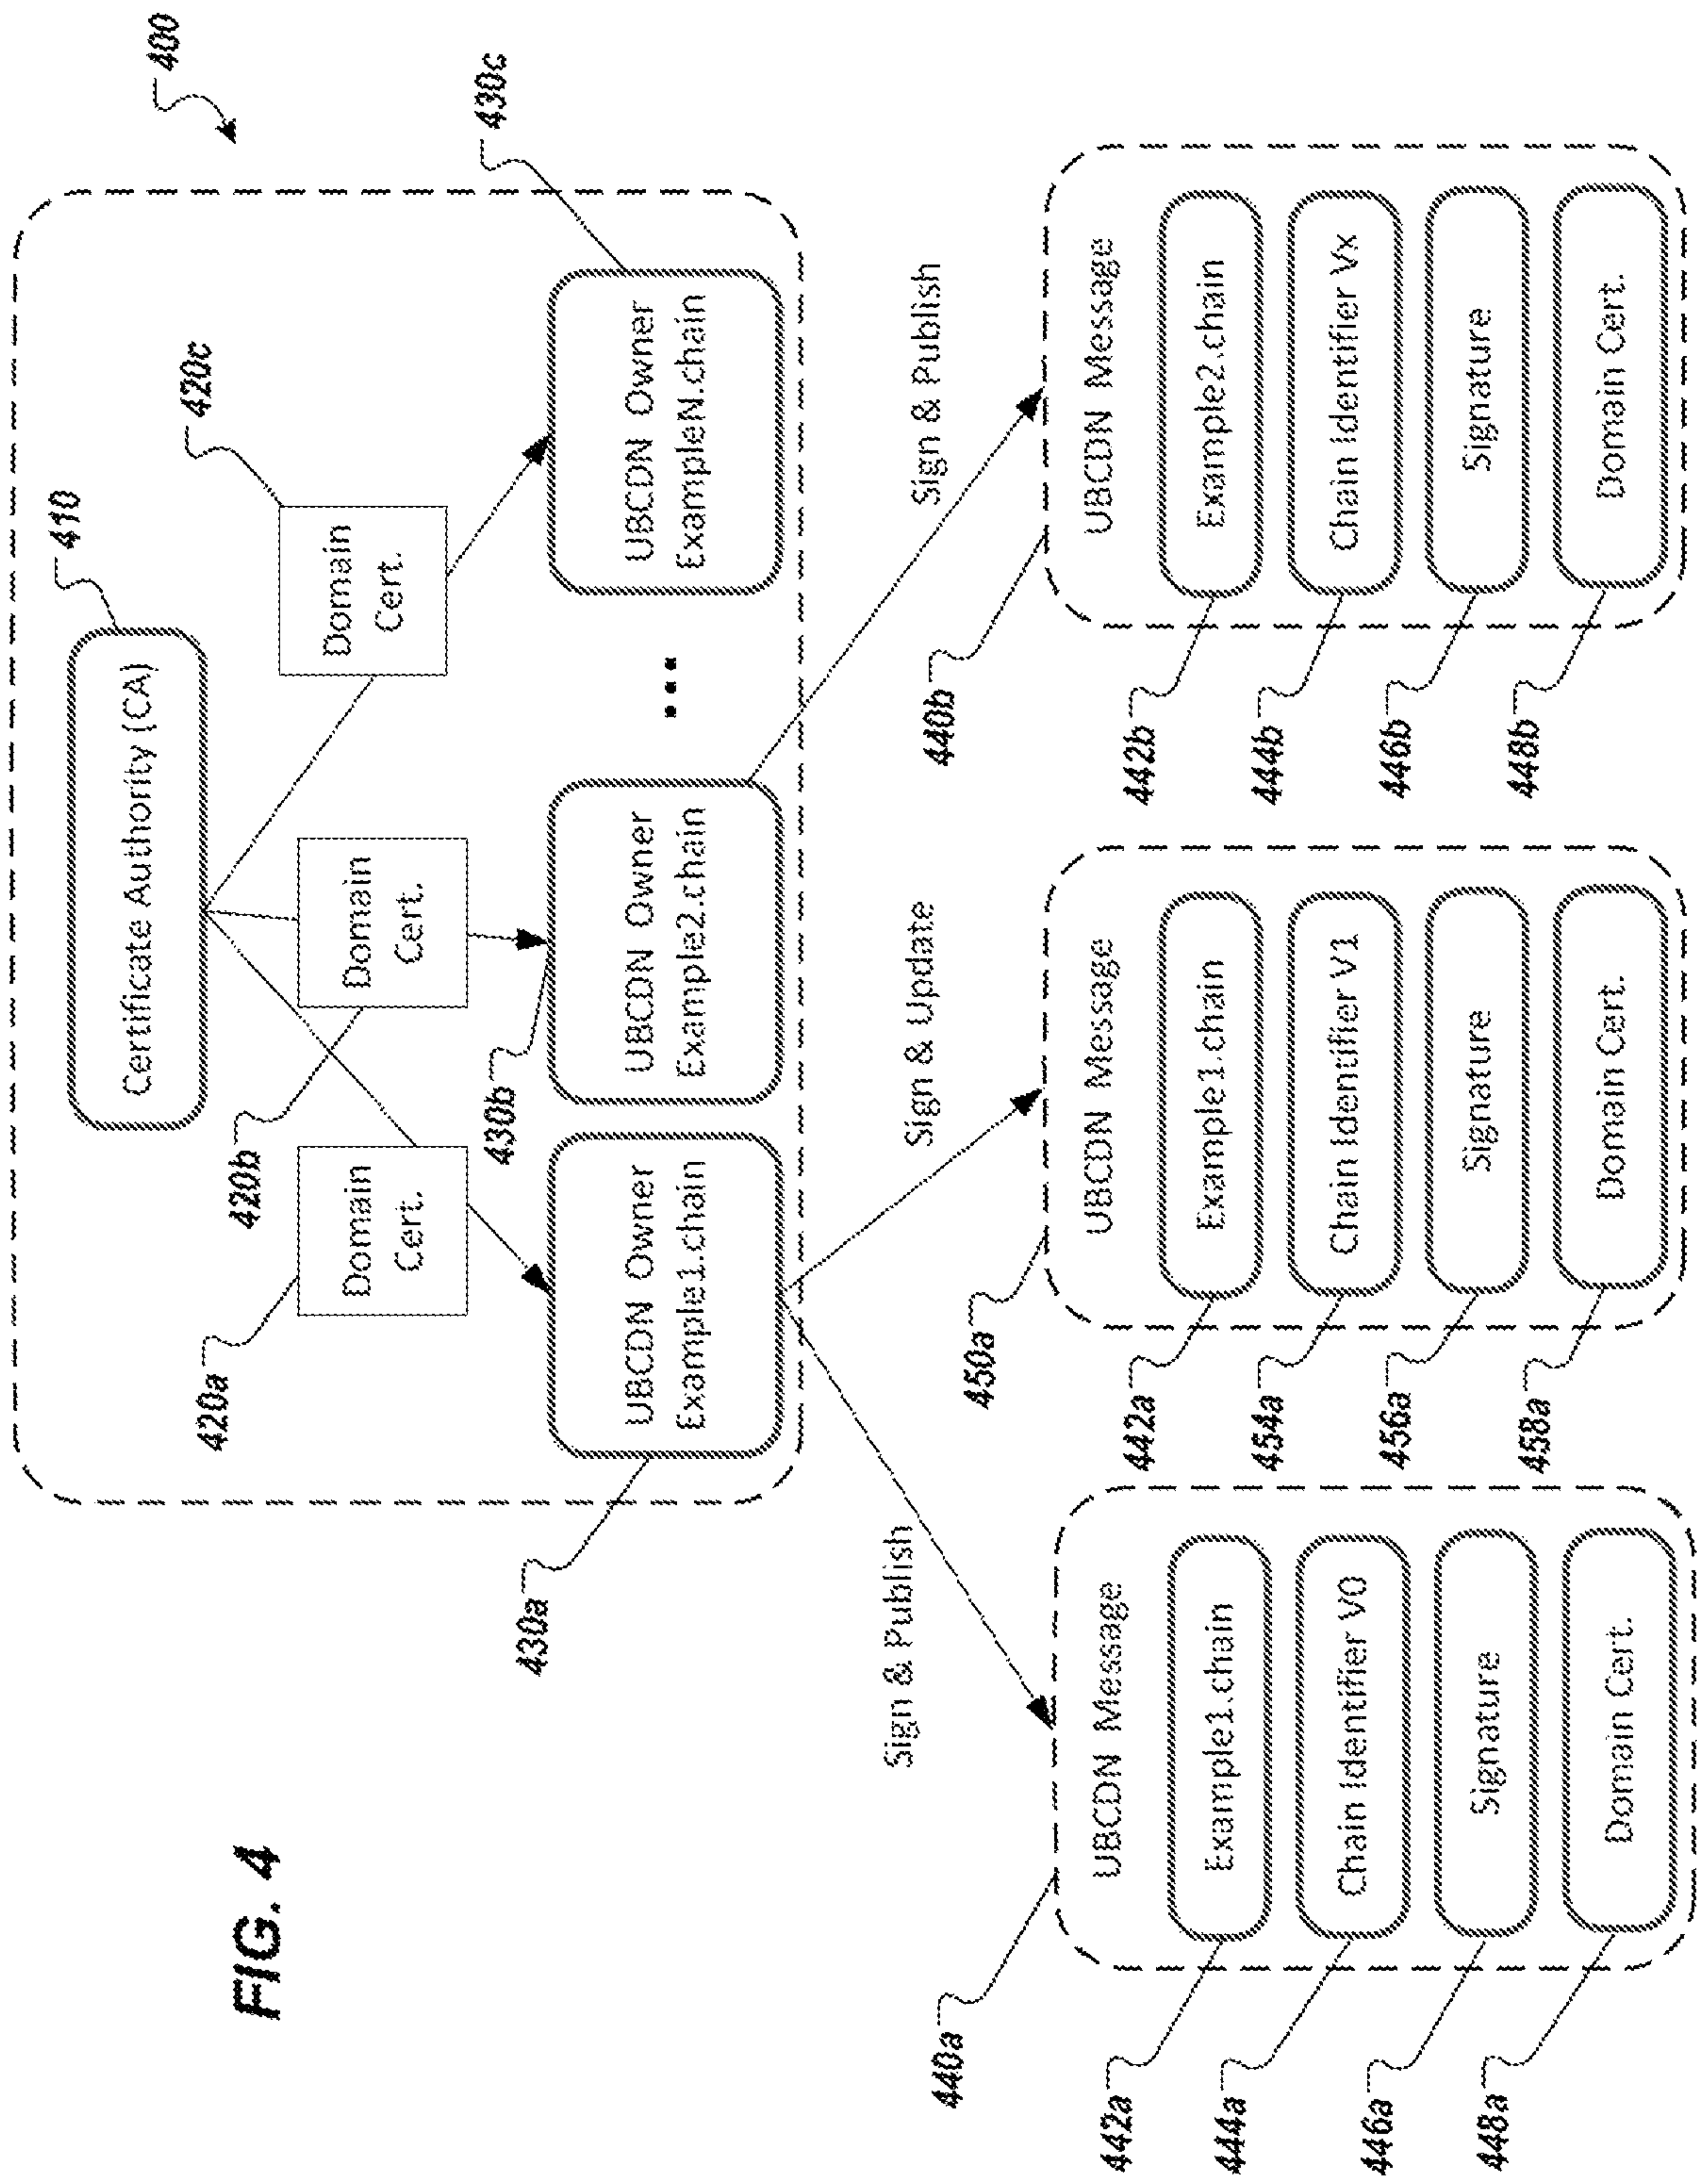 FIG. 4
400
410
Certificate Authority (CA)
420a
420b
420c
Domain
Cert.
Domain
Cert.
Domain
Cert.
430a
430b
430c
UBCDN Owner
Example1.chain
UBCDN Owner
Example2.chain
...
UBCDN Owner
ExampleN.chain
Sign & Publish
Sign & Update
Sign & Publish
440a
UBCDN Message
442a
Example1.chain
444a
Chain Identifier V0
446a
Signature
448a
Domain Cert.
450a
UBCDN Message
442a
Example1.chain
454a
Chain Identifier V1
456a
Signature
458a
Domain Cert.
440b
UBCDN Message
442b
Example2.chain
444b
Chain Identifier Vx
446b
Signature
448b
Domain Cert.